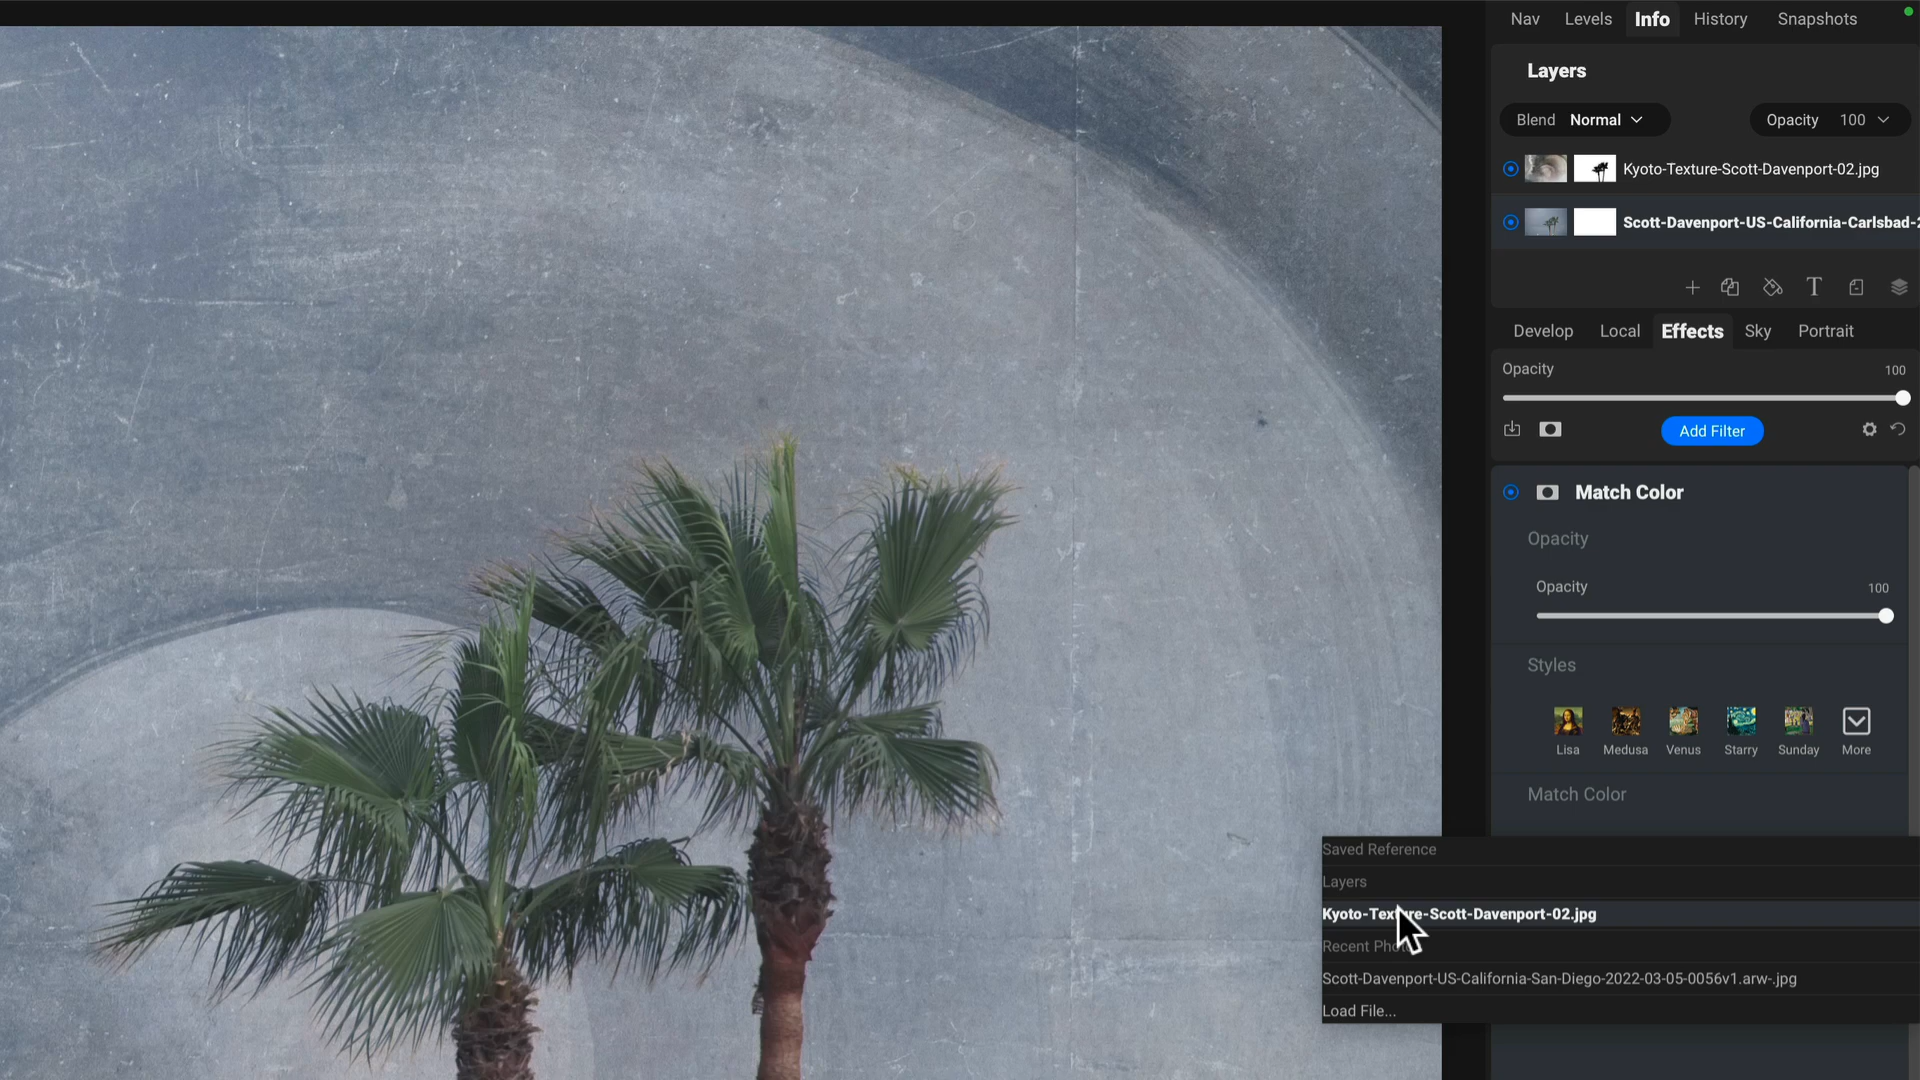 Nav Levels Info History Snapshots
Layers
Blend Normal Opacity 100
Kyoto-Texture-Scott-Davenport-02.jpg
Scott-Davenport-US-California-Carlsbad-2
T
Develop Local Effects Sky Portrait
Opacity 100
Add Filter
Match Color
Opacity
Opacity 100
Styles
Lisa Medusa Venus Starry Sunday More
Match Color
Saved Reference
Layers
Kyoto-Texture-Scott-Davenport-02.jpg
Recent
Scott-Davenport-US-California-San-Diego-2022-03-05-0056v1.arw-.jpg
Load File...